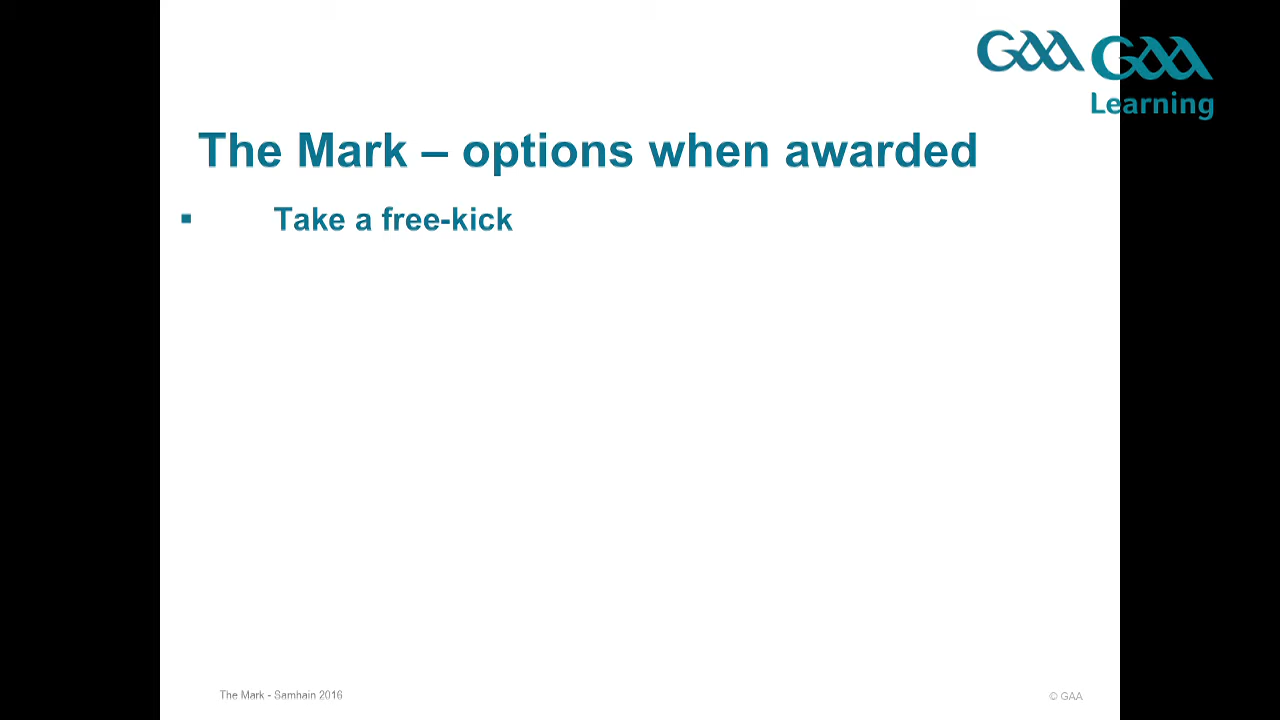 GAA GAA
Learning
The Mark – options when awarded
▪ Take a free-kick
The Mark - Samhain 2016
© GAA